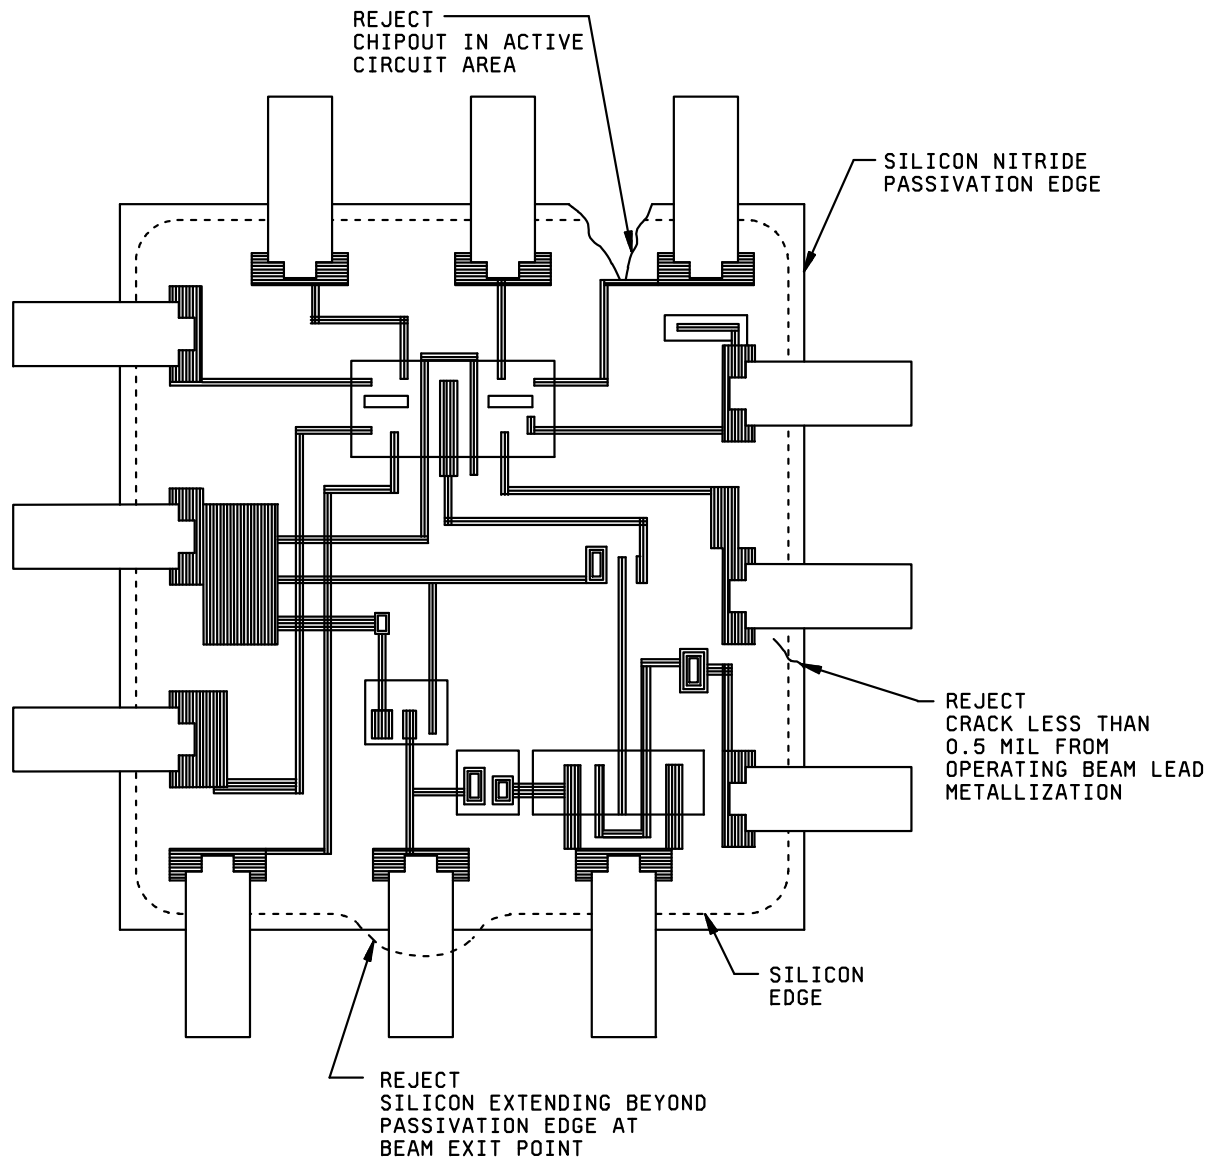 REJECT
CHIPOUT IN ACTIVE
CIRCUIT AREA
SILICON NITRIDE
PASSIVATION EDGE
REJECT
CRACK LESS THAN
0.5 MIL FROM
OPERATING BEAM LEAD
METALLIZATION
SILICON
EDGE
REJECT
SILICON EXTENDING BEYOND
PASSIVATION EDGE AT
BEAM EXIT POINT